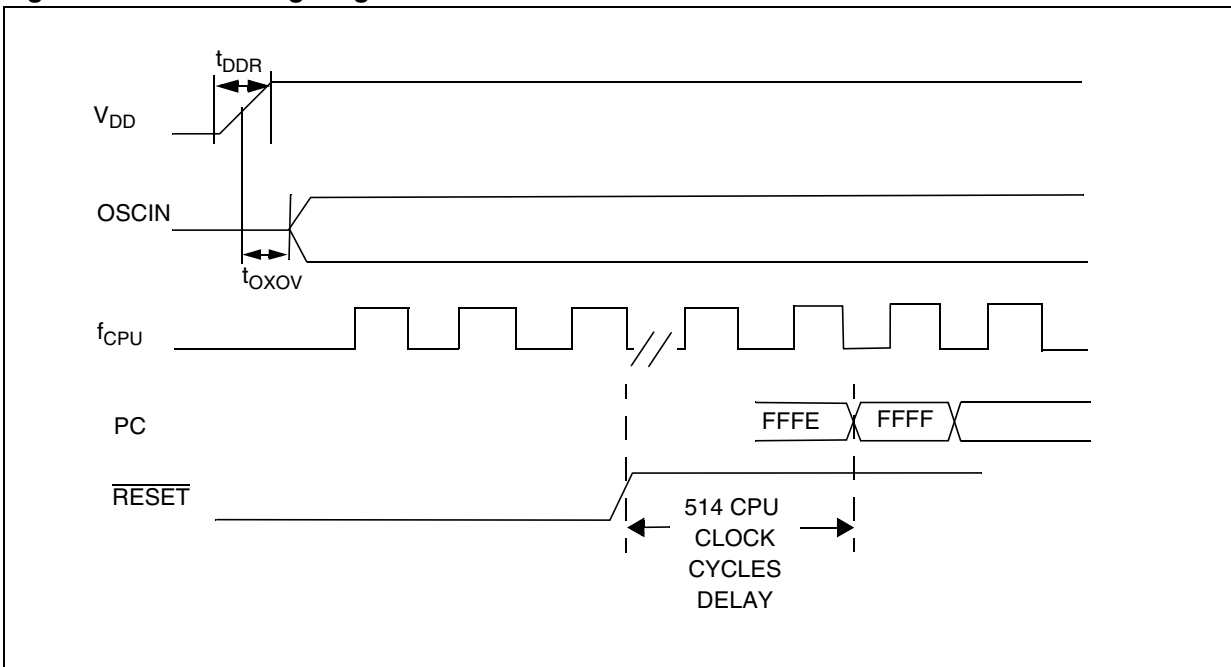 tDDR
VDD
OSCIN
tOXOV
fCPU
PC
FFFE
FFFF
RESET
514 CPU
CLOCK
CYCLES
DELAY